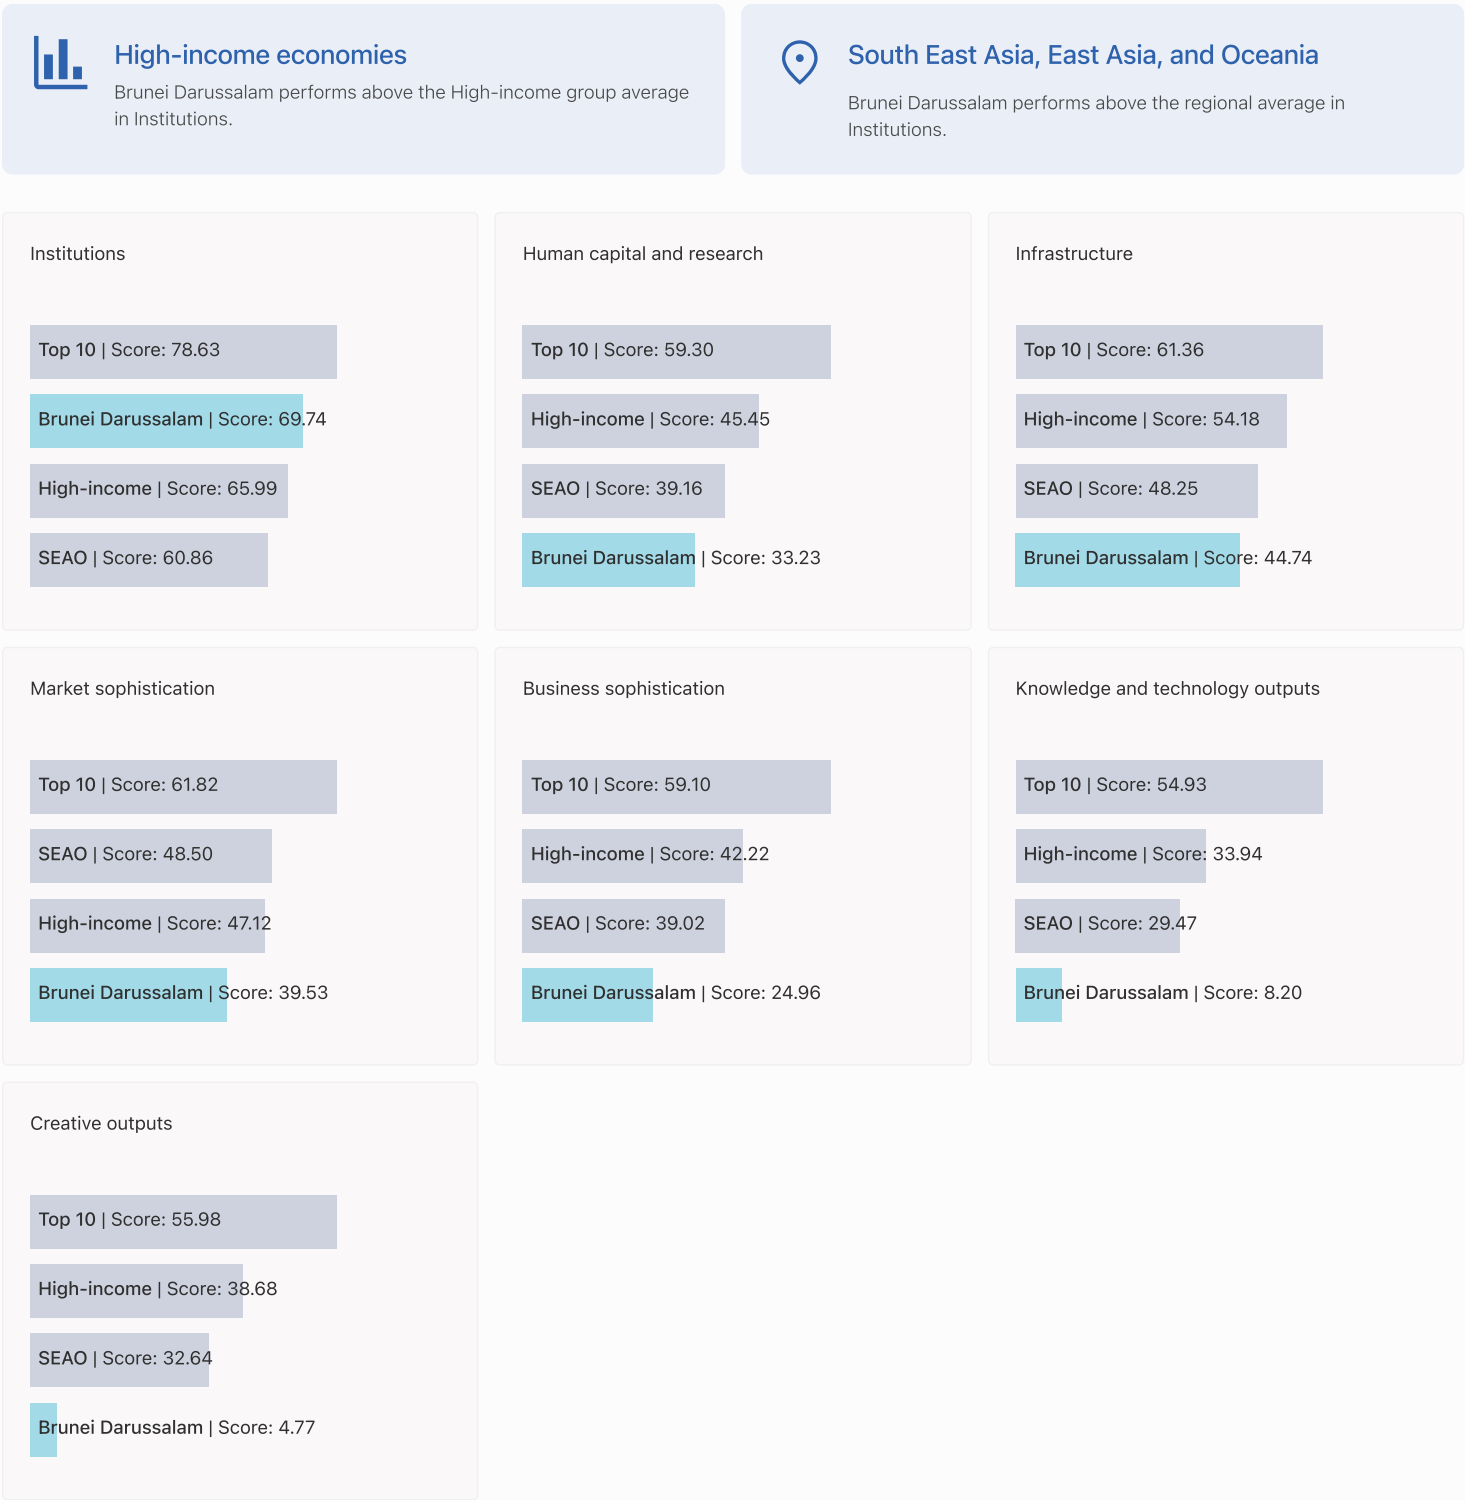 High-income economies
Brunei Darussalam performs above the High-income group average
in Institutions.
South East Asia, East Asia, and Oceania
Brunei Darussalam performs above the regional average in
Institutions.
Institutions
Top 10 | Score: 78.63
Brunei Darussalam | Score: 69.74
High-income | Score: 65.99
SEAO | Score: 60.86
Human capital and research
Top 10 | Score: 59.30
High-income | Score: 45.45
SEAO | Score: 39.16
Brunei Darussalam | Score: 33.23
Infrastructure
Top 10 | Score: 61.36
High-income | Score: 54.18
SEAO | Score: 48.25
Brunei Darussalam | Score: 44.74
Market sophistication
Top 10 | Score: 61.82
SEAO | Score: 48.50
High-income | Score: 47.12
Brunei Darussalam | Score: 39.53
Business sophistication
Top 10 | Score: 59.10
High-income | Score: 42.22
SEAO | Score: 39.02
Brunei Darussalam | Score: 24.96
Knowledge and technology outputs
Top 10 | Score: 54.93
High-income | Score: 33.94
SEAO | Score: 29.47
Brunei Darussalam | Score: 8.20
Creative outputs
Top 10 | Score: 55.98
High-income | Score: 38.68
SEAO | Score: 32.64
Brunei Darussalam | Score: 4.77